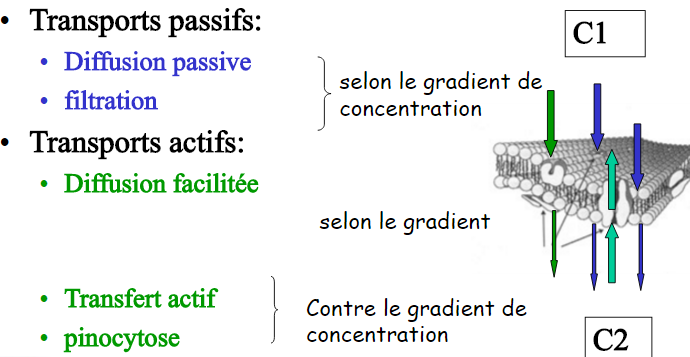 • Transports passifs:
• Diffusion passive
• filtration
selon le gradient de
concentration
C1
• Transports actifs:
• Diffusion facilitée
selon le gradient
• Transfert actif
• pinocytose
Contre le gradient de
concentration
C2